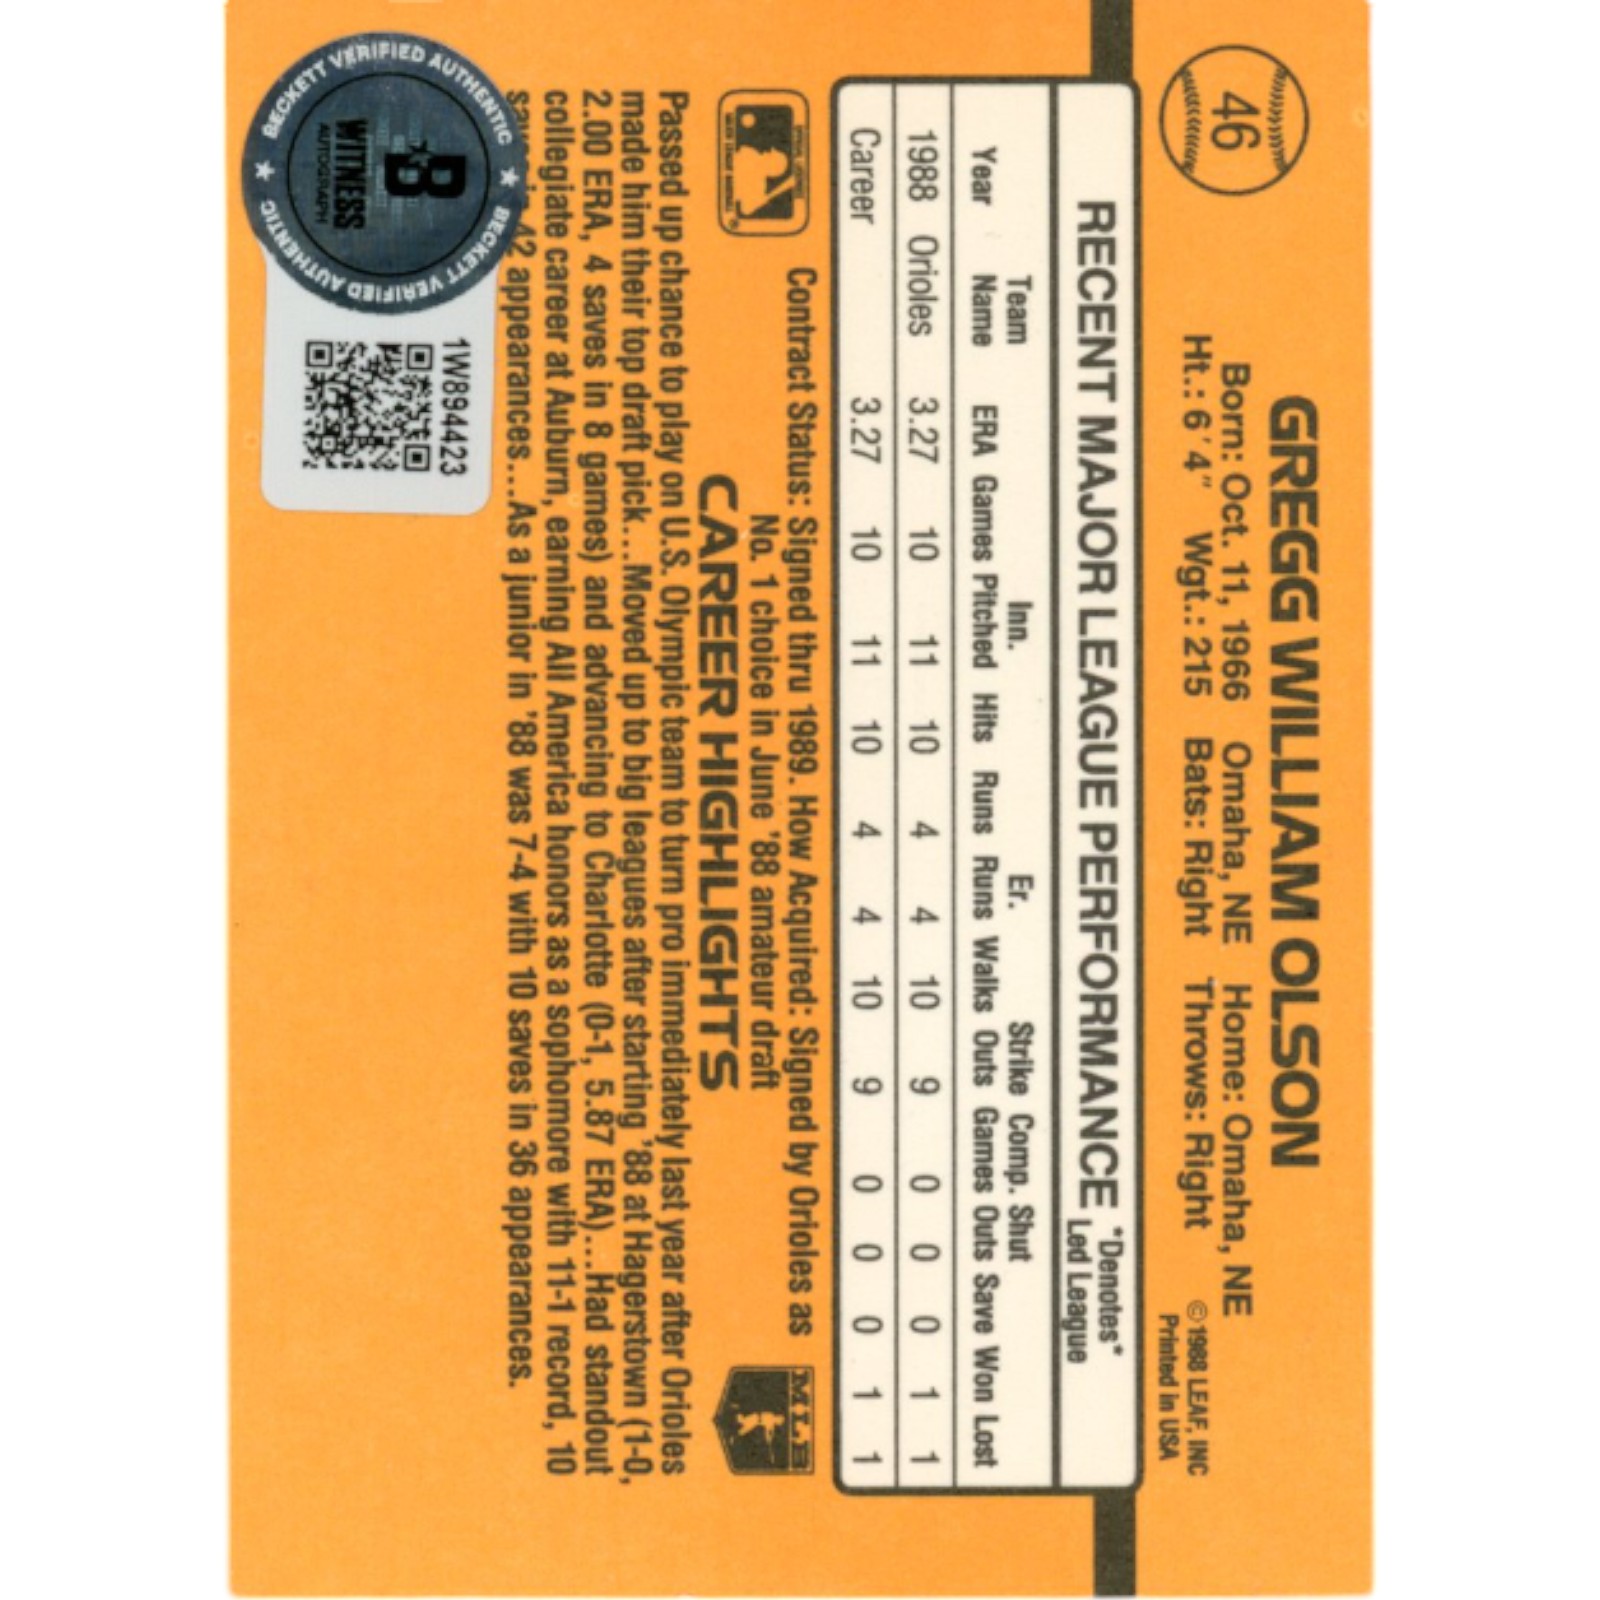 46
GREGG WILLIAM OLSON
Born: Oct. 11, 1966 Omaha, NE Home: Omaha, NE
Ht.: 6′4″ Wgt.: 215 Bats: Right Throws: Right
© 1988 LEAF, INC
Printed in USA
RECENT MAJOR LEAGUE PERFORMANCE
*Denotes*
Led League
Team Inn. Er. Strike Comp. Shut
Year Name ERA Games Pitched Hits Runs Runs Walks Outs Games Outs Save Won Lost
1988 Orioles 3.27 10 11 10 4 4 10 9 0 0 0 1 1
Career 3.27 10 11 10 4 4 10 9 0 0 0 1 1
Contract Status: Signed thru 1989. How Acquired: Signed by Orioles as
No. 1 choice in June '88 amateur draft
MLB
CAREER HIGHLIGHTS
Passed up chance to play on U.S. Olympic team to turn pro immediately last year after Orioles
made him their top draft pick...Moved up to big leagues after starting '88 at Hagerstown (1-0,
2.00 ERA, 4 saves in 8 games) and advancing to Charlotte (0-1, 5.87 ERA)...Had standout
collegiate career at Auburn, earning All America honors as a sophomore with 11-1 record, 10
42 appearances...As a junior in '88 was 7-4 with 10 saves in 36 appearances.
BECKETT VERIFIED AUTHENTIC ★ BECKETT VERIFIED AUTHENTIC ★
B
WITNESS
AUTOGRAPH
1W894423